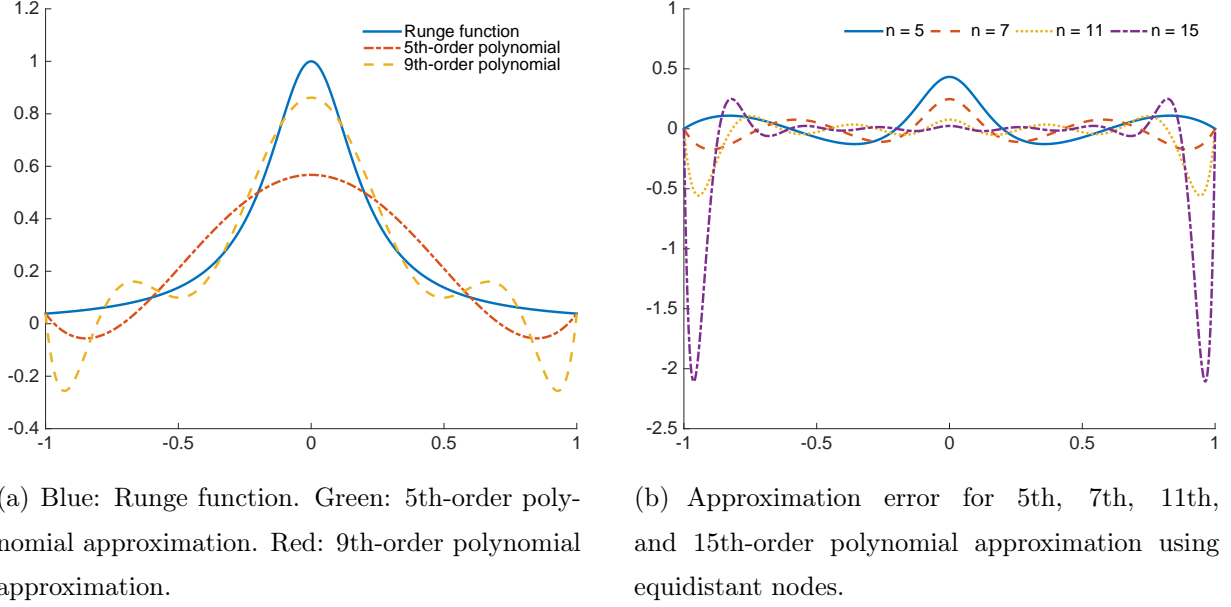 1.2
1
0.8
0.6
0.4
0.2
0
-0.2
-0.4
-1
-0.5
0
0.5
1
Runge function
5th-order polynomial
9th-order polynomial
1
0.5
0
-0.5
-1
-1.5
-2
-2.5
-1
-0.5
0
0.5
1
n = 5 n = 7 n = 11 n = 15
(a) Blue: Runge function. Green: 5th-order poly-
nomial approximation. Red: 9th-order polynomial
approximation.
(b) Approximation error for 5th, 7th, 11th,
and 15th-order polynomial approximation using
equidistant nodes.